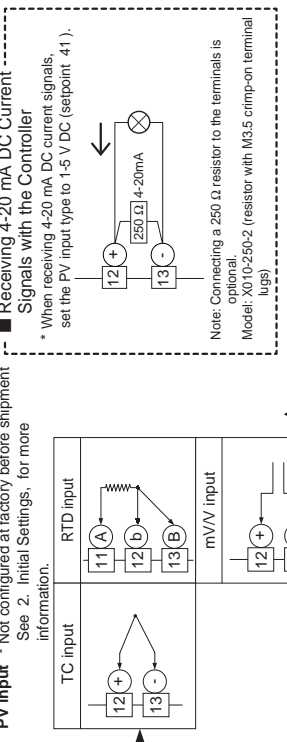 PV Input * Not configured at factory before shipment
See 2. Initial Settings, for more
information.
TC input
12 +
13 -
RTD input
11 A
12 b
13 B
mV/V input
12 +
■ Receiving 4-20 mA DC Current
Signals with the Controller
* When receiving 4-20 mA DC current signals,
set the PV input type to 1-5 V DC (setpoint 41 ).
12 +
250 Ω 4-20mA
13 -
Note: Connecting a 250 Ω resistor to the terminals is
optional.
Model: X010-250-2 (resistor with M3.5 crimp-on terminal
lugs)